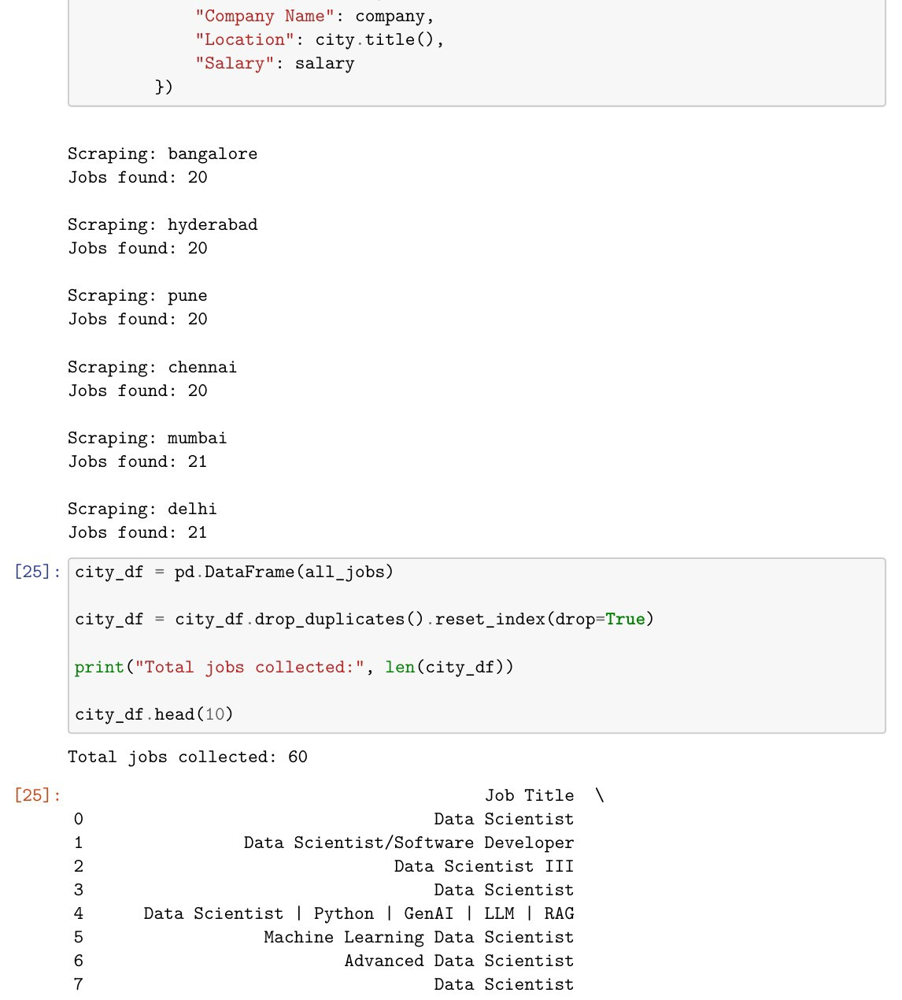 "Company Name": company,
"Location": city.title(),
"Salary": salary
})
Scraping: bangalore
Jobs found: 20
Scraping: hyderabad
Jobs found: 20
Scraping: pune
Jobs found: 20
Scraping: chennai
Jobs found: 20
Scraping: mumbai
Jobs found: 21
Scraping: delhi
Jobs found: 21
[25]: city_df = pd.DataFrame(all_jobs)
city_df = city_df.drop_duplicates().reset_index(drop=True)
print("Total jobs collected:", len(city_df))
city_df.head(10)
Total jobs collected: 60
[25]: Job Title \
0 Data Scientist
1 Data Scientist/Software Developer
2 Data Scientist III
3 Data Scientist
4 Data Scientist | Python | GenAI | LLM | RAG
5 Machine Learning Data Scientist
6 Advanced Data Scientist
7 Data Scientist